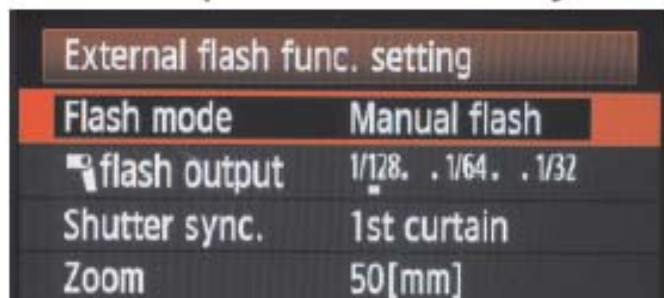 External flash func. setting
Flash mode Manual flash
flash output 1/128. . 1/64. . 1/32
Shutter sync. 1st curtain
Zoom 50[mm]